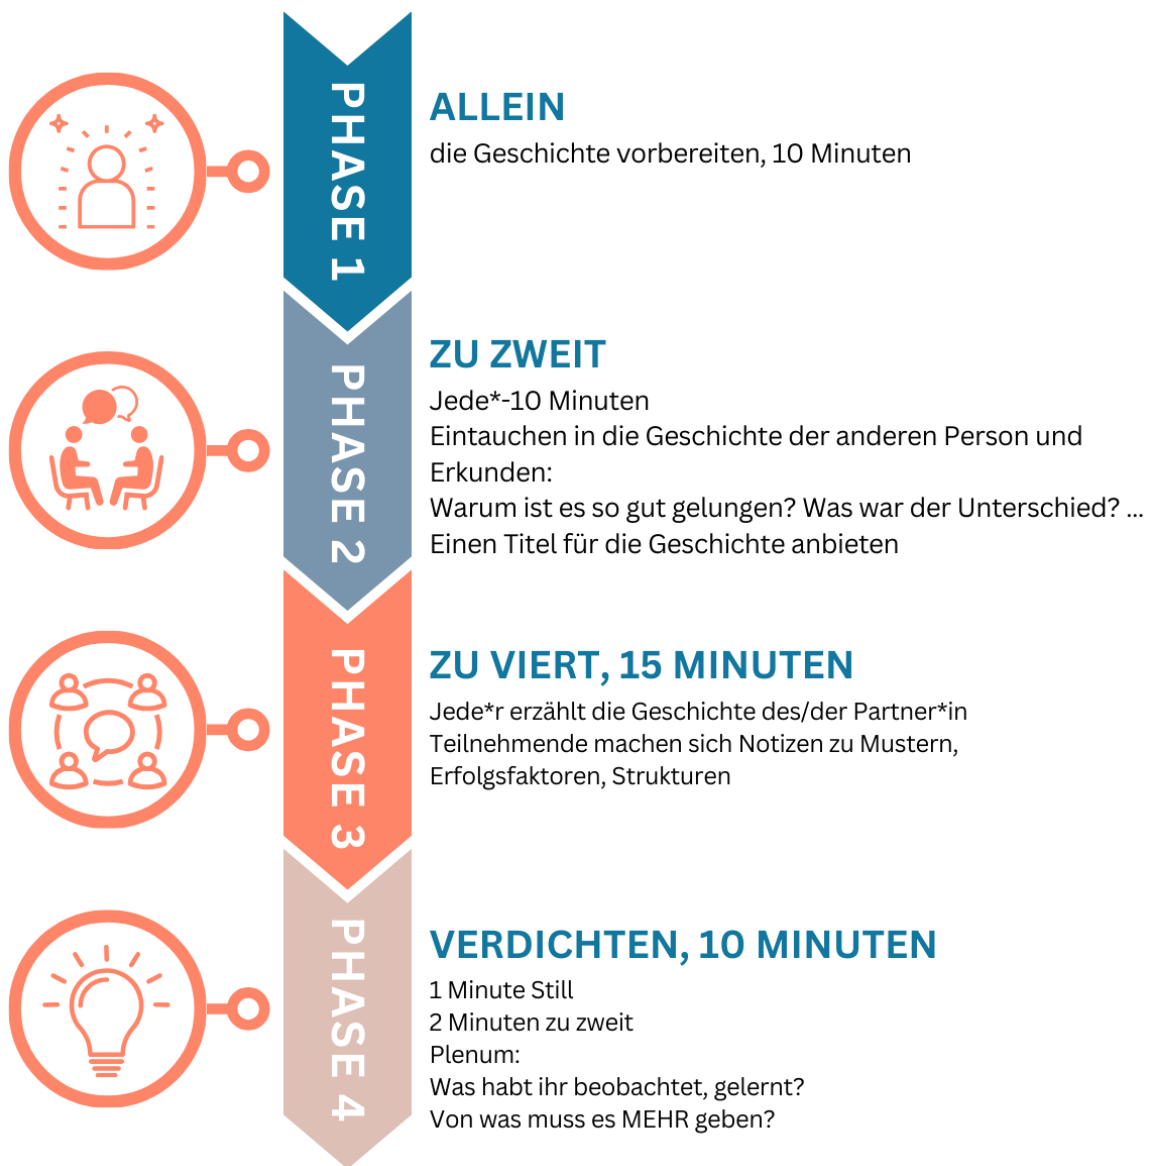 PHASE 1
ALLEIN
die Geschichte vorbereiten, 10 Minuten
PHASE 2
ZU ZWEIT
Jede*-10 Minuten
Eintauchen in die Geschichte der anderen Person und
Erkunden:
Warum ist es so gut gelungen? Was war der Unterschied? ...
Einen Titel für die Geschichte anbieten
PHASE 3
ZU VIERT, 15 MINUTEN
Jede*r erzählt die Geschichte des/der Partner*in
Teilnehmende machen sich Notizen zu Mustern,
Erfolgsfaktoren, Strukturen
PHASE 4
VERDICHTEN, 10 MINUTEN
1 Minute Still
2 Minuten zu zweit
Plenum:
Was habt ihr beobachtet, gelernt?
Von was muss es MEHR geben?